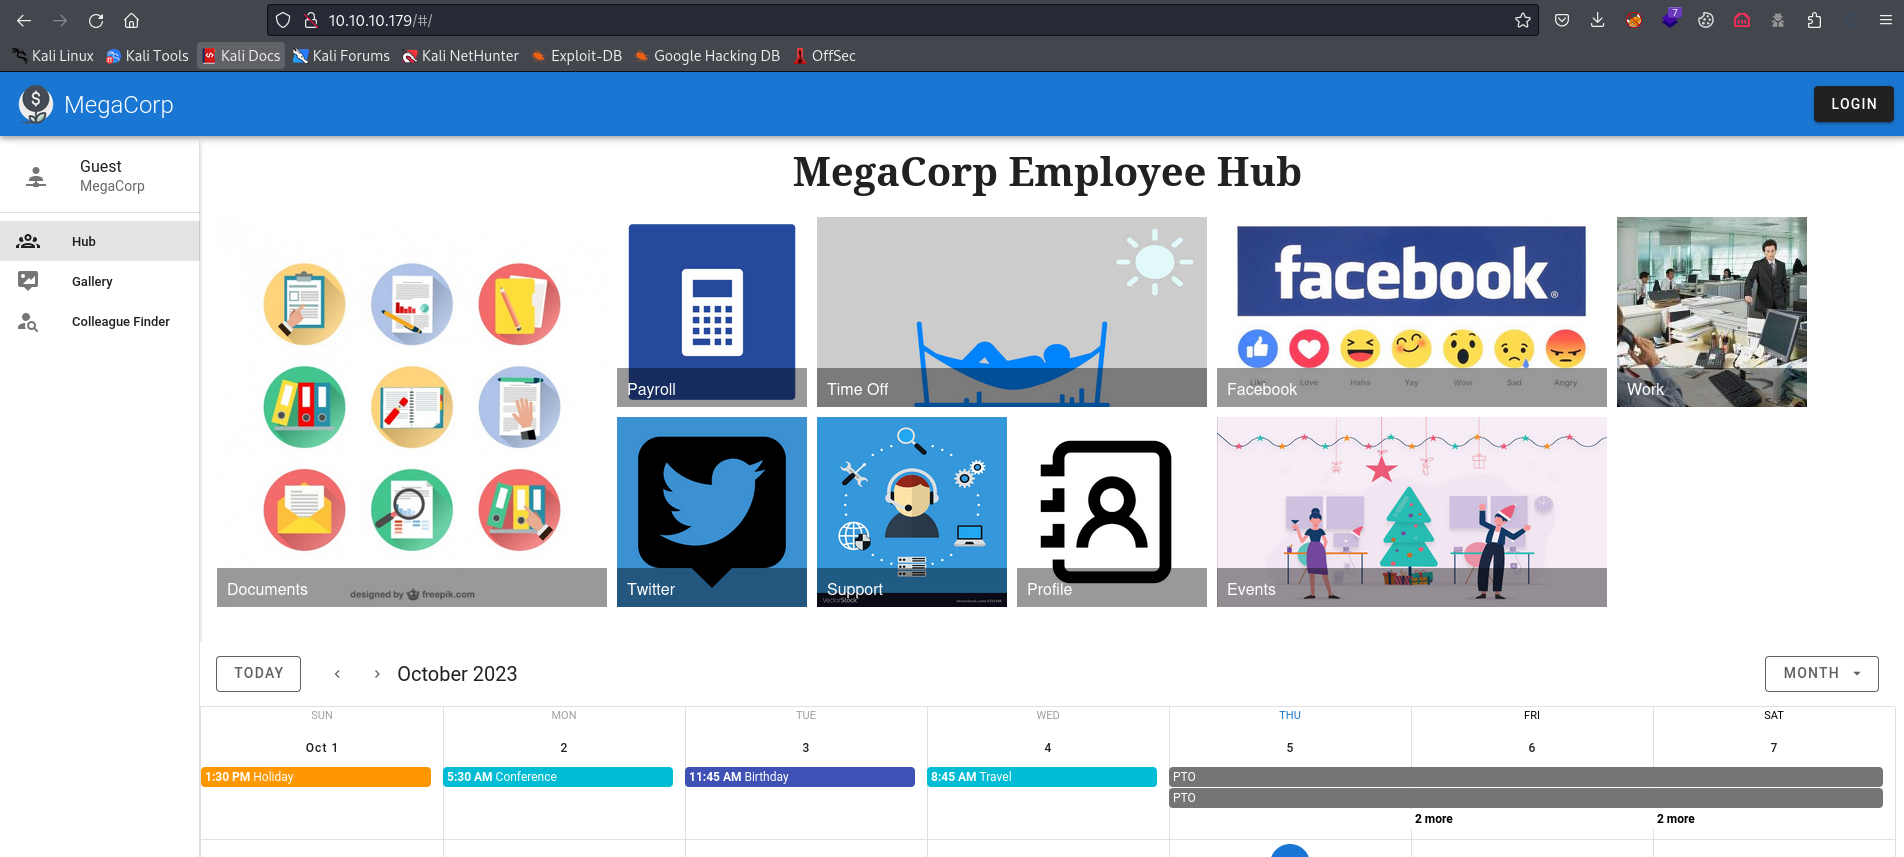 10.10.10.179/#/
7
Kali Linux Kali Tools Kali Docs Kali Forums Kali NetHunter Exploit-DB Google Hacking DB OffSec
$ MegaCorp LOGIN
Guest
MegaCorp
Hub
Gallery
Colleague Finder
MegaCorp Employee Hub
designed by freepik.com
Documents
Payroll
Time Off
facebook®
Like Love Haha Yay Wow Sad Angry
Facebook
Work
Twitter
VectorStock
Support
Profile
Events
TODAY October 2023 MONTH
SUN MON TUE WED THU FRI SAT
Oct 1 2 3 4 5 6 7
1:30 PM Holiday 5:30 AM Conference 11:45 AM Birthday 8:45 AM Travel PTO
PTO
2 more 2 more